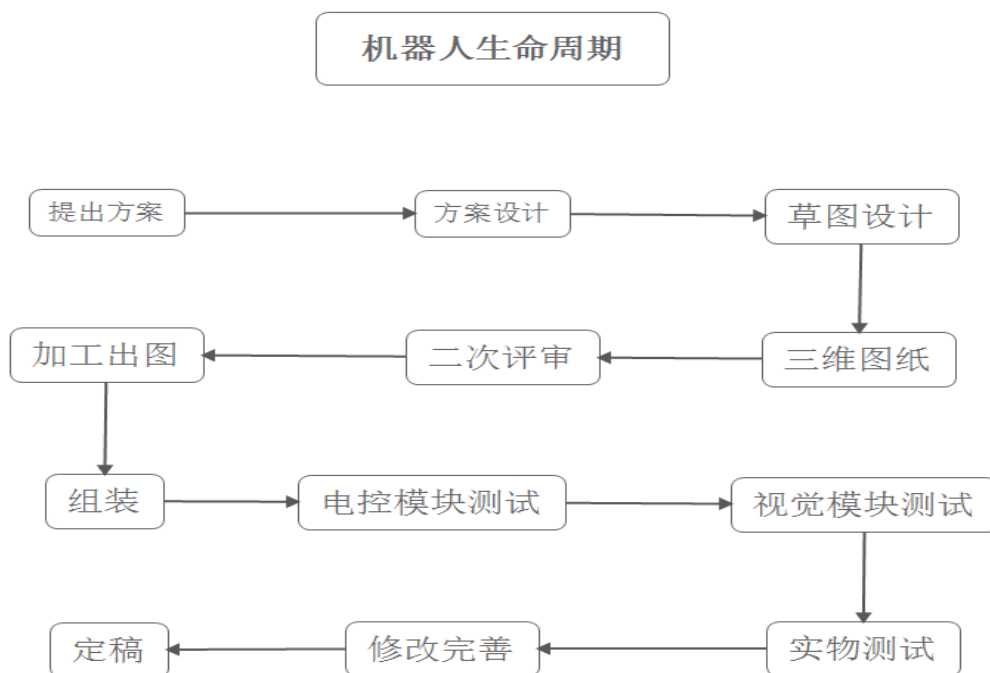 机器人生命周期
提出方案
方案设计
草图设计
三维图纸
二次评审
加工出图
组装
电控模块测试
视觉模块测试
实物测试
修改完善
定稿